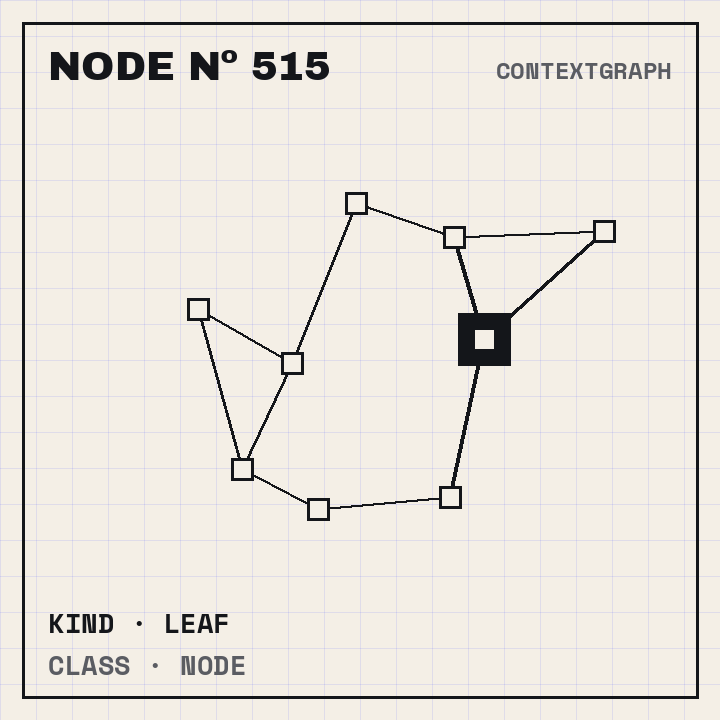 NODE Nº 515
CONTEXTGRAPH
KIND · LEAF
CLASS · NODE